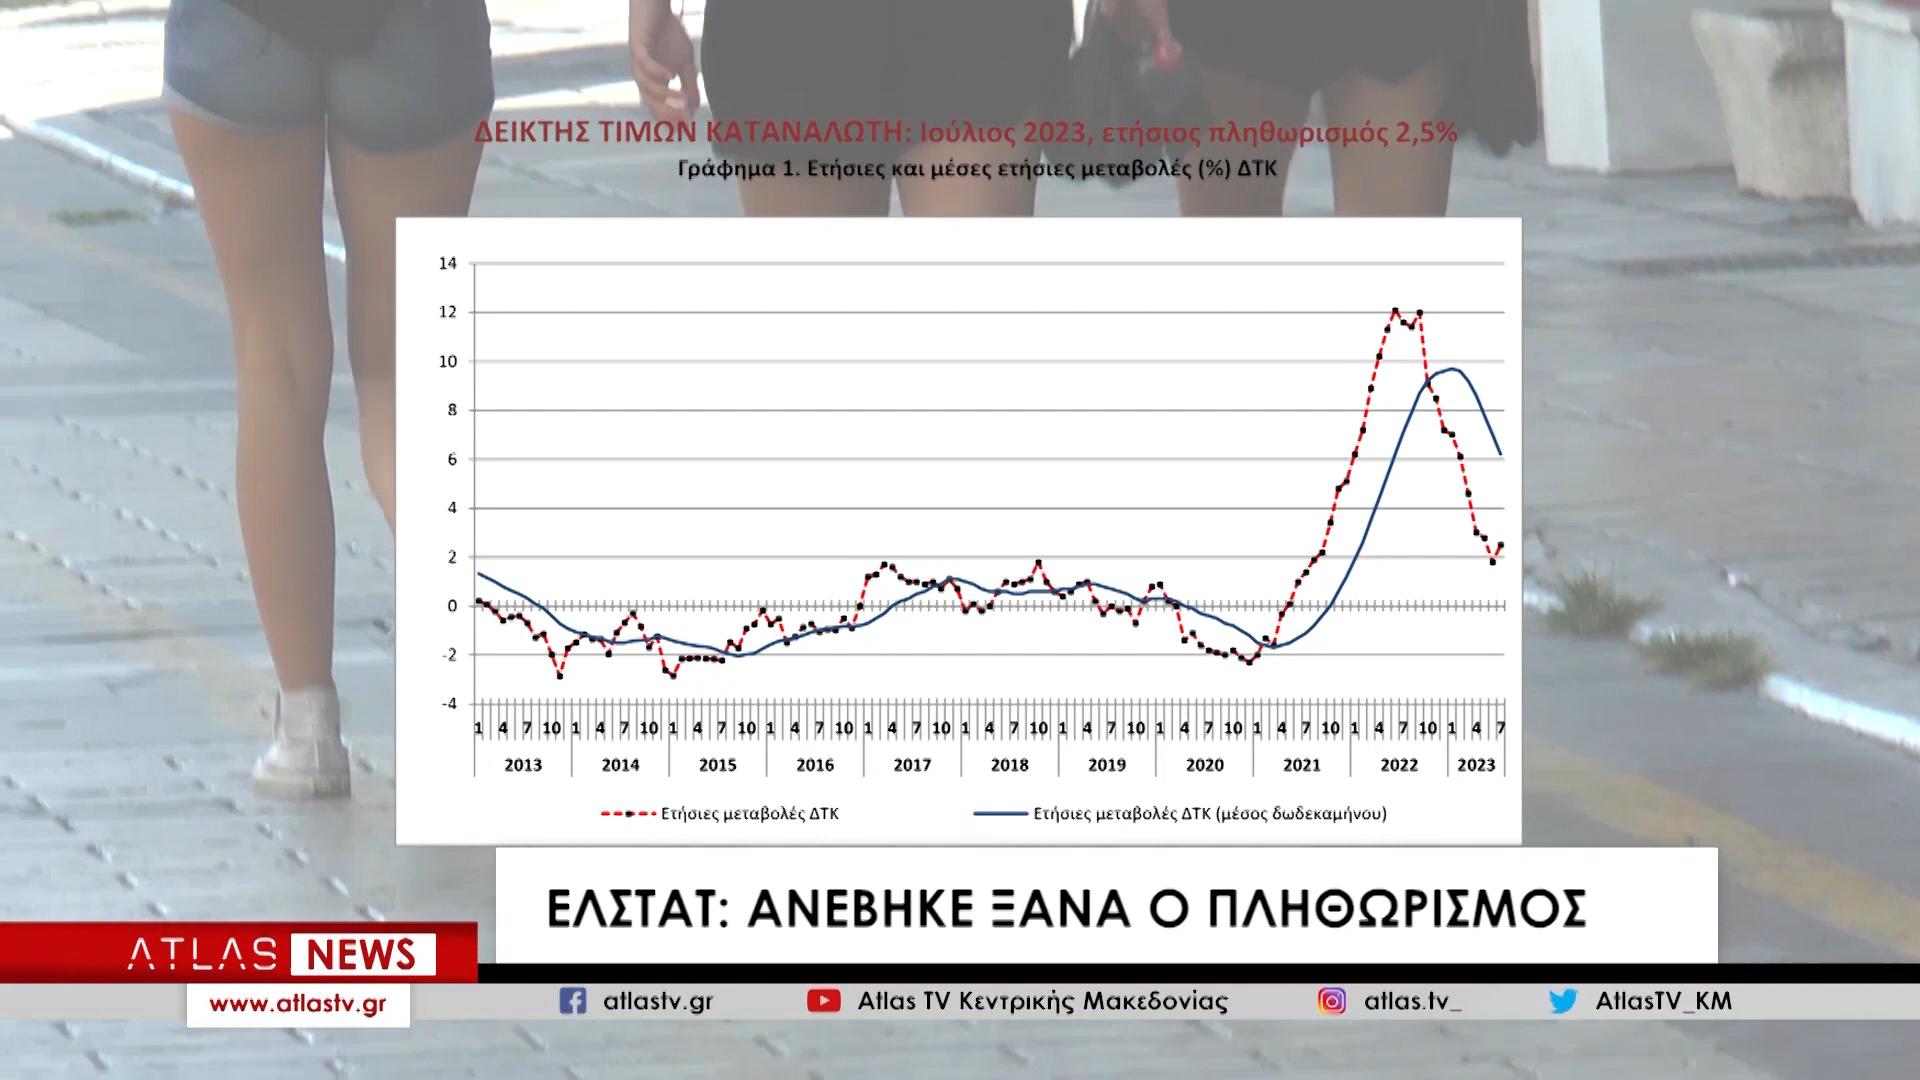 ΔΕΙΚΤΗΣ ΤΙΜΩΝ ΚΑΤΑΝΑΛΩΤΗ: Ιούλιος 2023, ετήσιος πληθωρισμός 2,5%
Γράφημα 1. Ετήσιες και μέσες ετήσιες μεταβολές (%) ΔΤΚ
14
12
10
8
6
4
2
0
-2
-4
1 4 7 10 1 4 7 10 1 4 7 10 1 4 7 10 1 4 7 10 1 4 7 10 1 4 7 10 1 4 7 10 1 4 7 10 1 4 7 10 1 4 7
2013 2014 2015 2016 2017 2018 2019 2020 2021 2022 2023
Ετήσιες μεταβολές ΔΤΚ Ετήσιες μεταβολές ΔΤΚ (μέσος δωδεκαμήνου)
ΕΛΣΤΑΤ: ΑΝΕΒΗΚΕ ΞΑΝΑ Ο ΠΛΗΘΩΡΙΣΜΟΣ
ATLAS NEWS
www.atlastv.gr atlastv.gr Atlas TV Κεντρικής Μακεδονίας atlas.tv_ AtlasTV_KM